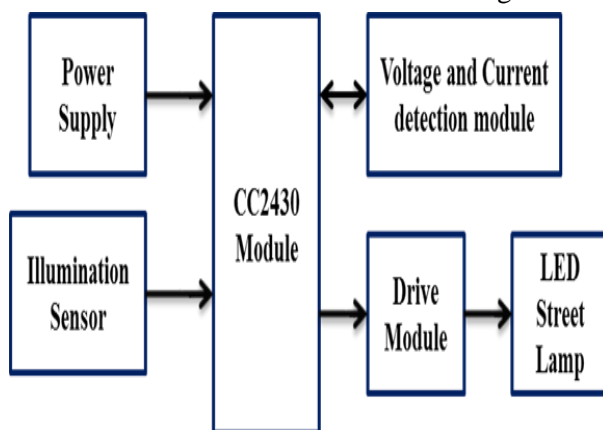 Power
Supply
Voltage and Current
detection module
CC2430
Module
Illumination
Sensor
Drive
Module
LED
Street
Lamp